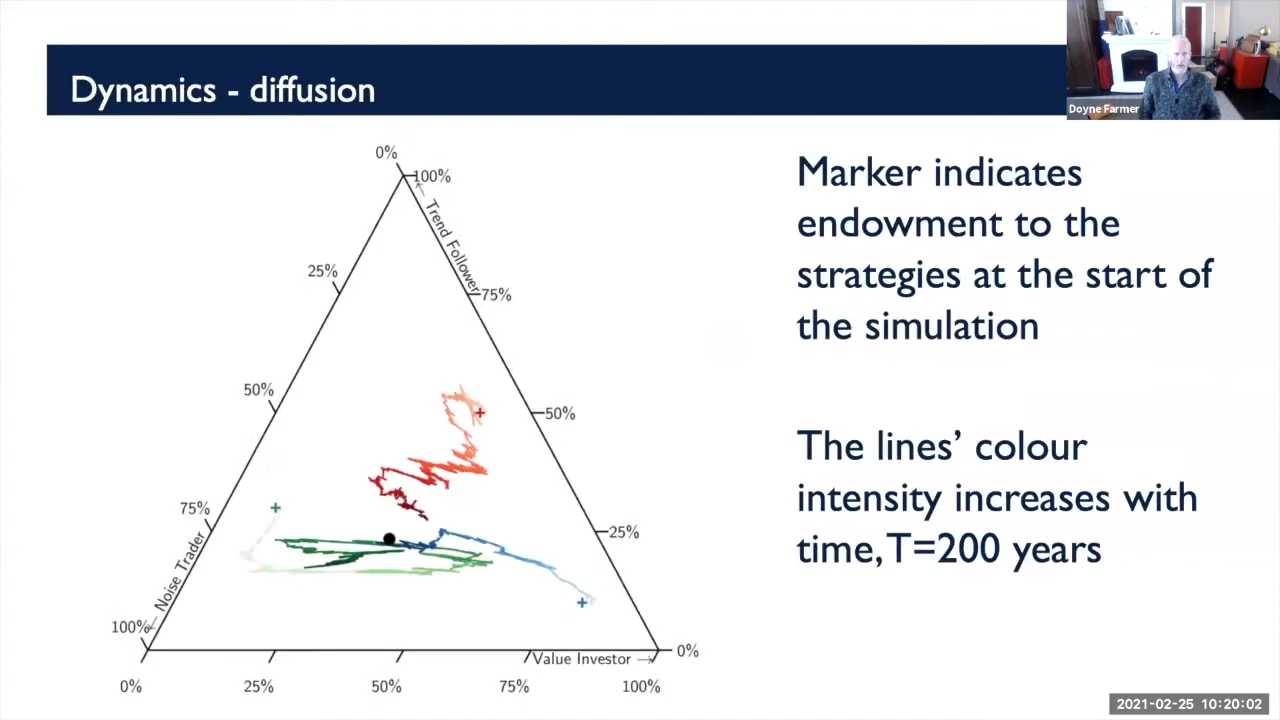 Dynamics - diffusion
Doyne Farmer
Marker indicates
endowment to the
strategies at the start of
the simulation
The lines’ colour
intensity increases with
time, T=200 years
0%
100%
← Trend Follower
25%
75%
50%
50%
75%
25%
← Noise Trader
100%
Value Investor →
0%
0%
25%
50%
75%
100%
2021-02-25 10:20:02